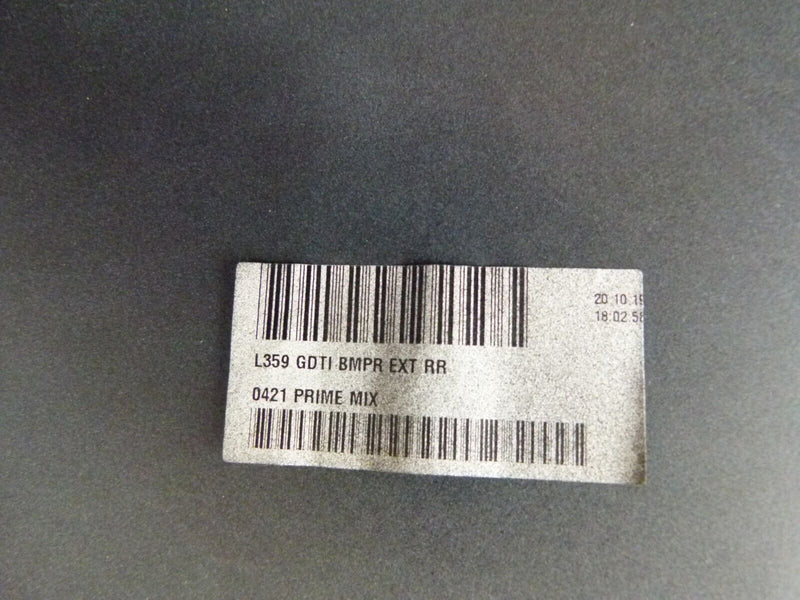 20 10 19
18:02 58
L359 GDTI BMPR EXT RR
0421 PRIME MIX